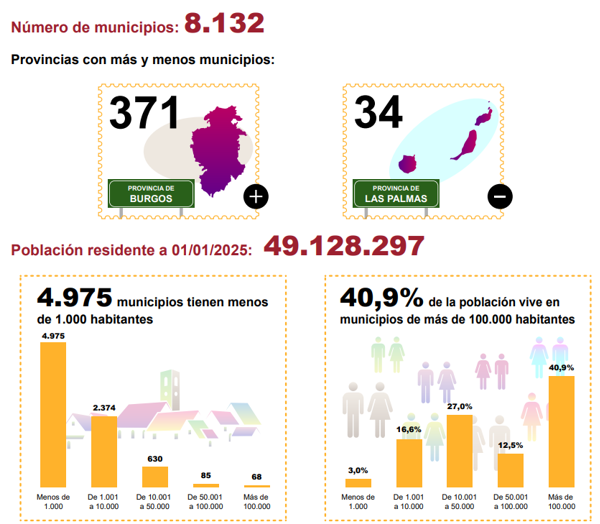 Número de municipios: 8.132
Provincias con más y menos municipios:
371
PROVINCIA DE
BURGOS
+
34
PROVINCIA DE
LAS PALMAS
−
Población residente a 01/01/2025: 49.128.297
4.975 municipios tienen menos
de 1.000 habitantes
4.975
2.374
630
85
68
Menos de
1.000
De 1.001
a 10.000
De 10.001
a 50.000
De 50.001
a 100.000
Más de
100.000
40,9% de la población vive en
municipios de más de 100.000 habitantes
3,0%
16,6%
27,0%
12,5%
40,9%
Menos de
1.000
De 1.001
a 10.000
De 10.001
a 50.000
De 50.001
a 100.000
Más de
100.000